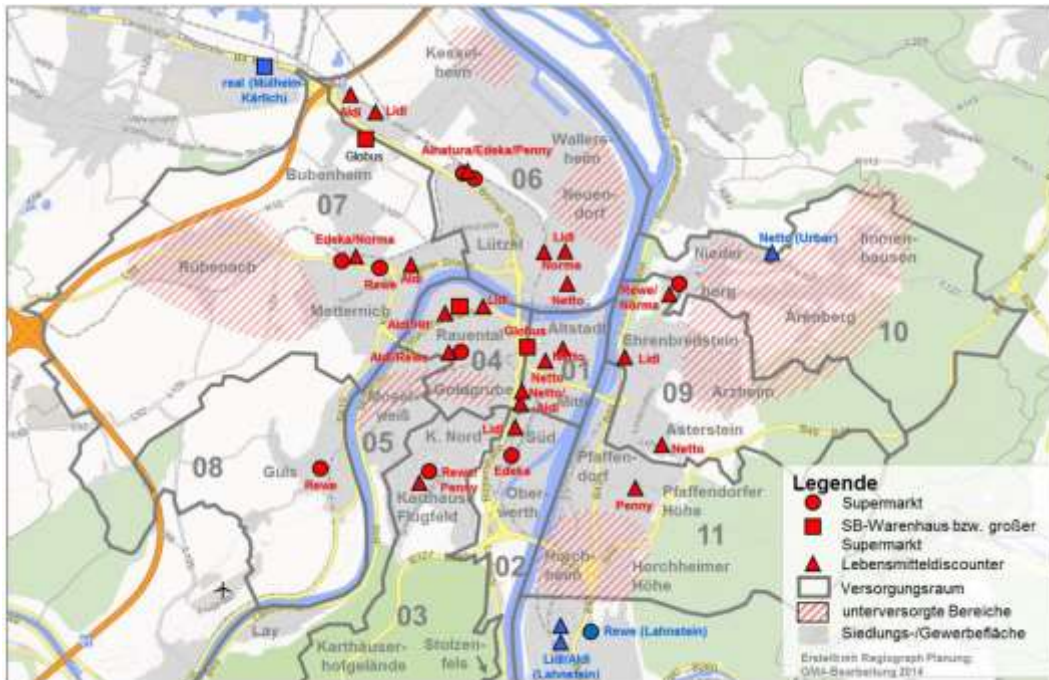 Kessel-
heim
real (Mülheim-
Kärlich)
Aldi
Lidl
Globus
Bubenheim
Alnatura/Edeka/Penny
Wallers-
heim
06
07
Neuen-
dorf
Edeka/Norma
Lützel
Lidl
Norma
Nieder
berg
Netto (Urbar)
Immen-
hausen
Rübenach
Rewe
Aldi
Netto
Rewe/
Norma
Metternich
Aldi/Hit
Lidl
Globus
Altstadt
Arenberg
10
Rauental
Ehrenbreitstein
Aldi/Rewe
04
Netto
01
Lidl
Goldgrube
Netto
Arzheim
Mosel-
weiß
Netto/
Aldi
Mitte
09
05
Lidl
K. Nord
Süd
Asterstein
08
Güls
Netto
Rewe
Rewe/
Penny
Edeka
Pfaffen-
dorf
Karthause
Flugfeld
Ober-
werth
Penny
Pfaffendorfer
Höhe
11
02
Horch-
heim
Horchheimer
Höhe
03
Lay
Karthäuser-
hofgelände
Stolzen-
fels
Rewe (Lahnstein)
Lidl/Aldi
(Lahnstein)
Legende
Supermarkt
SB-Warenhaus bzw. großer
Supermarkt
Lebensmitteldiscounter
Versorgungsraum
unterversorgte Bereiche
Siedlungs-/Gewerbefläche
Erstellt mit Regiograph Planung;
GMA-Bearbeitung 2014